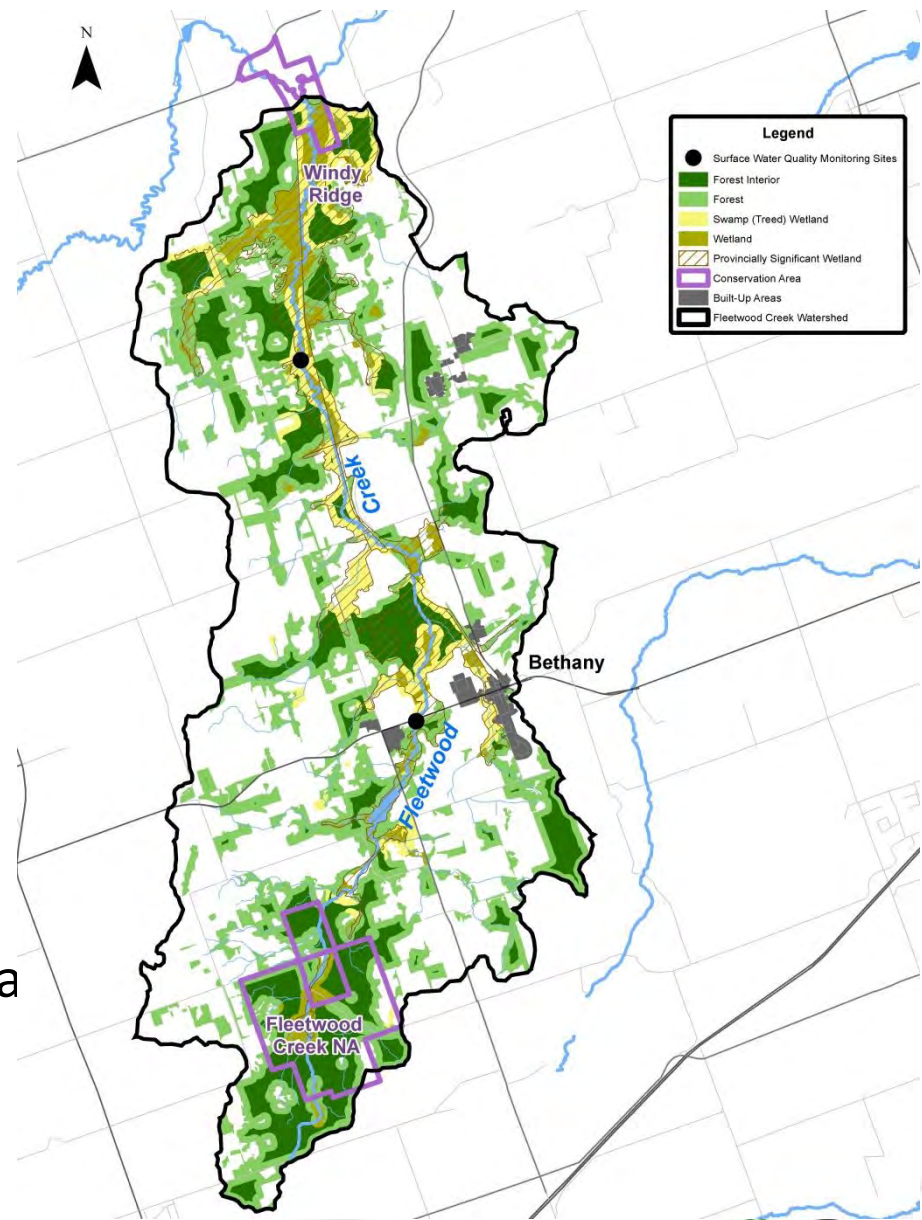 N
Legend
Surface Water Quality Monitoring Sites
Forest Interior
Forest
Swamp (Treed) Wetland
Wetland
Provincially Significant Wetland
Conservation Area
Built-Up Areas
Fleetwood Creek Watershed
Windy
Ridge
Creek
Bethany
Fleetwood
a
Fleetwood
Creek NA